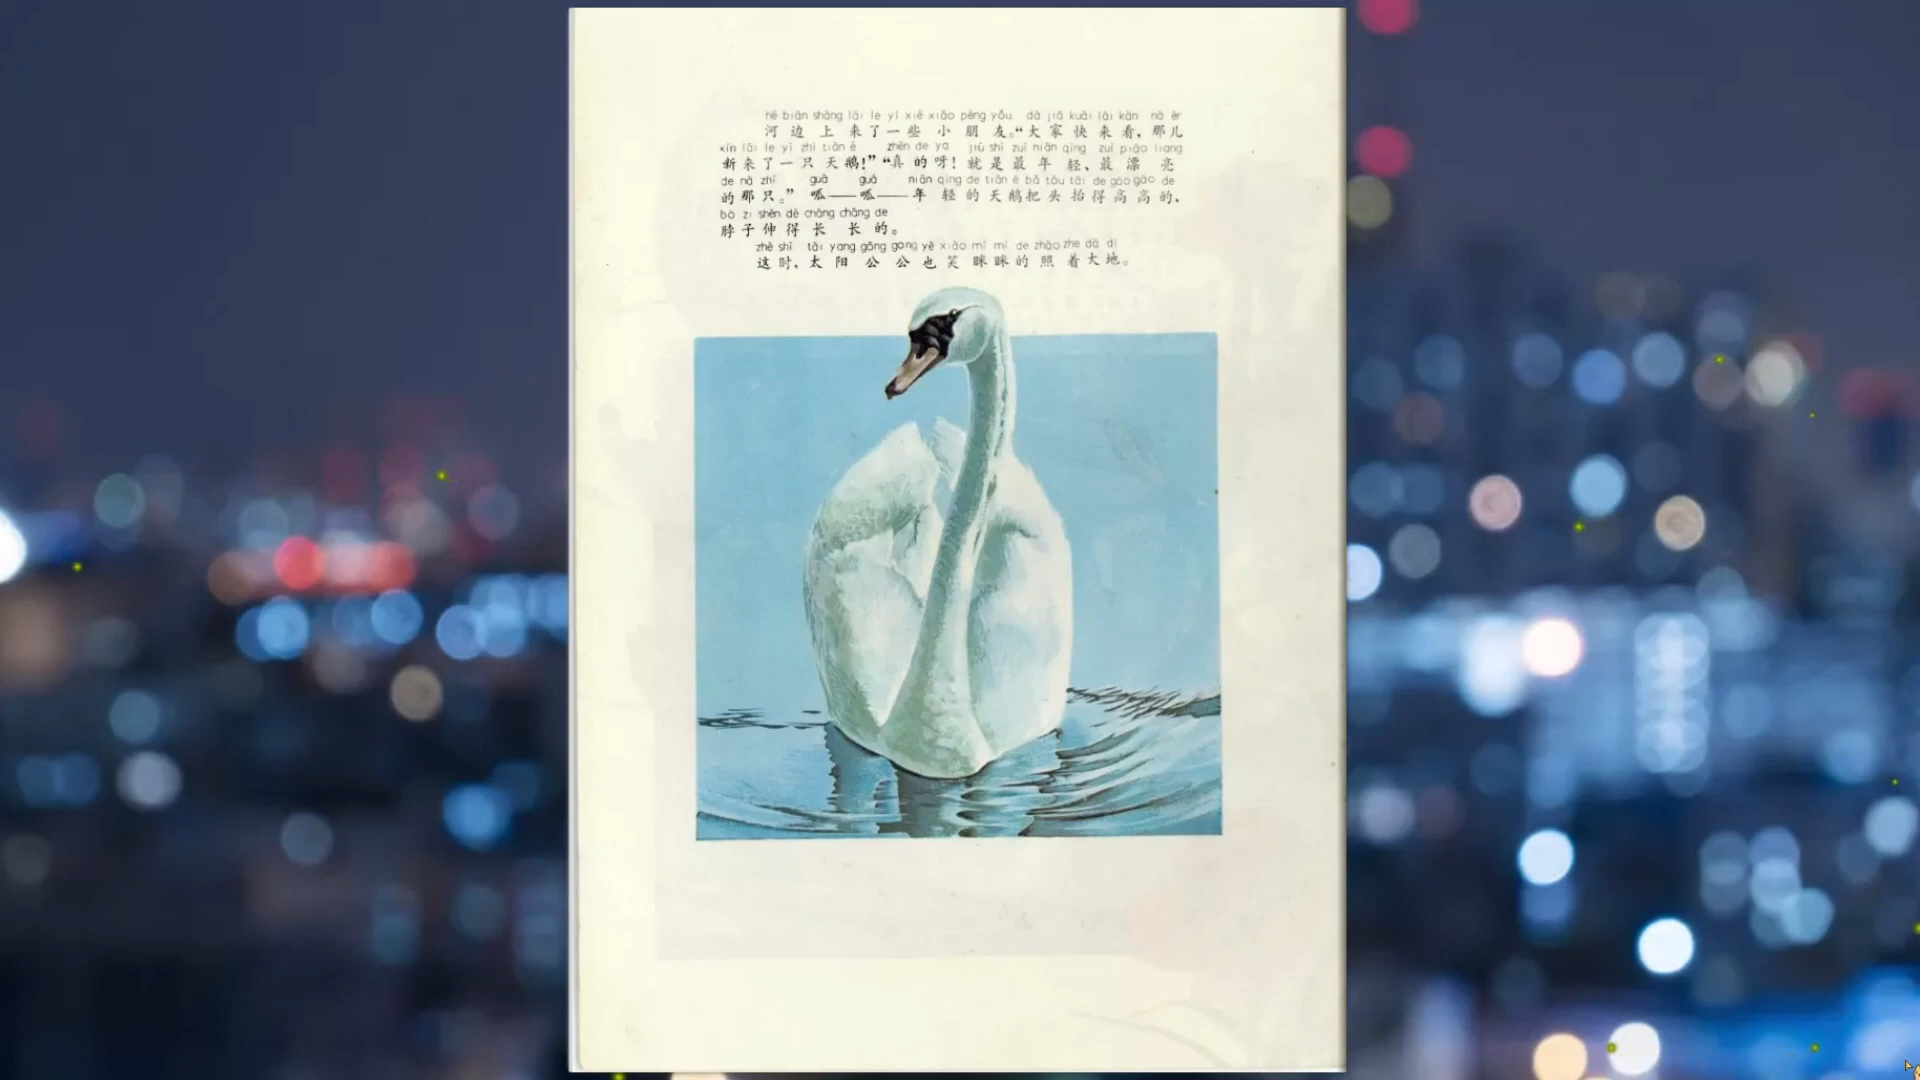 hé biān shàng lái le yì xiē xiǎo péng yǒu dà jiā kuài lái kàn nà èr
河边上来了一些小朋友。“大家快来看,那儿
xīn lái le yì zhī tiān é zhēn de ya jiù shì zuì nián qīng zuì piào liang
新来了一只天鹅!”“真的呀!就是最年轻、最漂亮
de nà zhī guā guā nián qīng de tiān é bǎ tóu tái de gāo gāo de
的那只。”呱——呱——年轻的天鹅把头抬得高高的,
bó zi shēn dé cháng cháng de
脖子伸得长长的。
zhè shí tài yang gōng gong yě xiào mī mī de zhào zhe dà dì
这时,太阳公公也笑眯眯的照着大地。